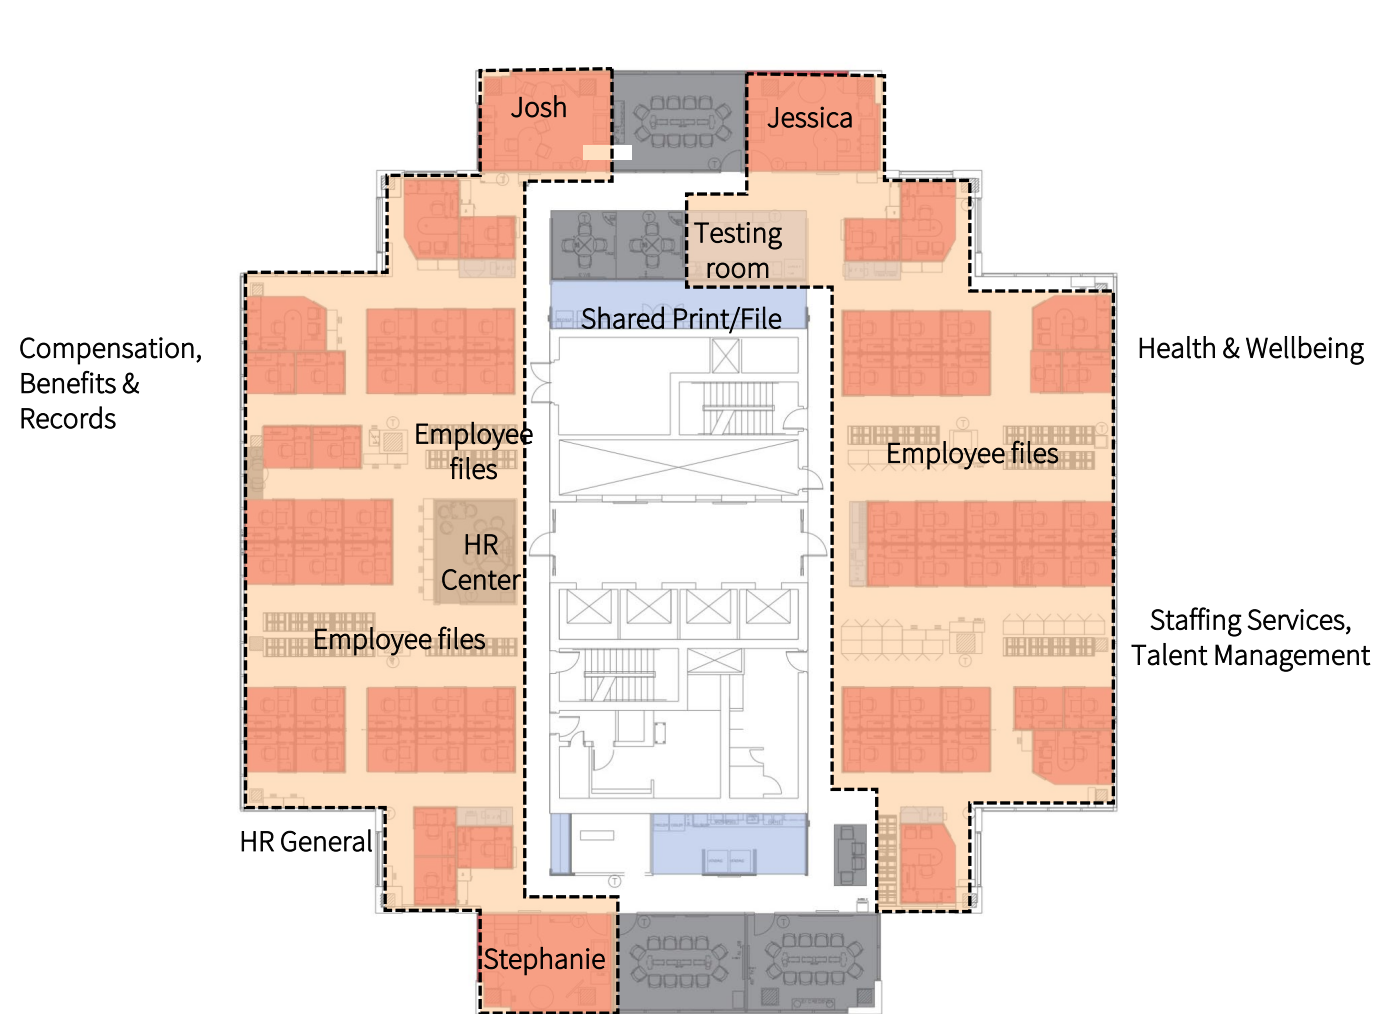 Josh
Jessica
Testing
room
Shared Print/File
Compensation,
Benefits &
Records
Health & Wellbeing
Employee
files
Employee files
HR
Center
Employee files
Staffing Services,
Talent Management
HR General
Stephanie